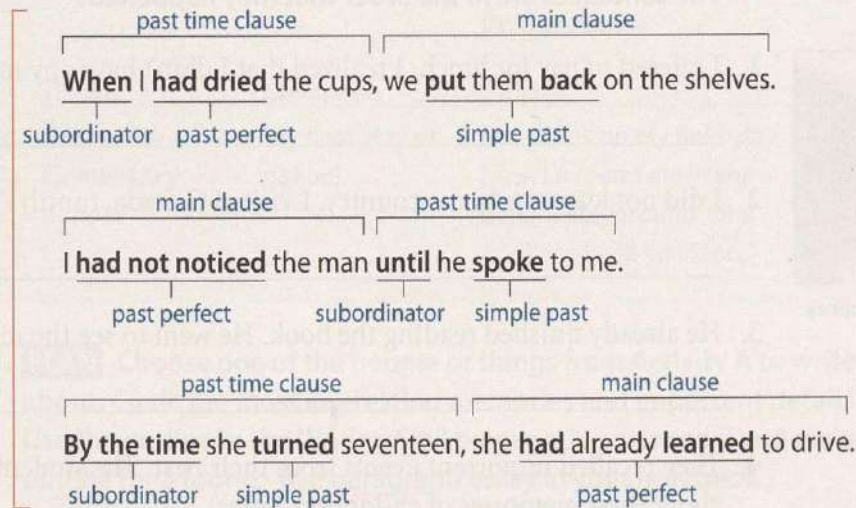 past time clause main clause
When I had dried the cups, we put them back on the shelves.
subordinator past perfect simple past
main clause past time clause
I had not noticed the man until he spoke to me.
past perfect subordinator simple past
past time clause main clause
By the time she turned seventeen, she had already learned to drive.
subordinator simple past past perfect